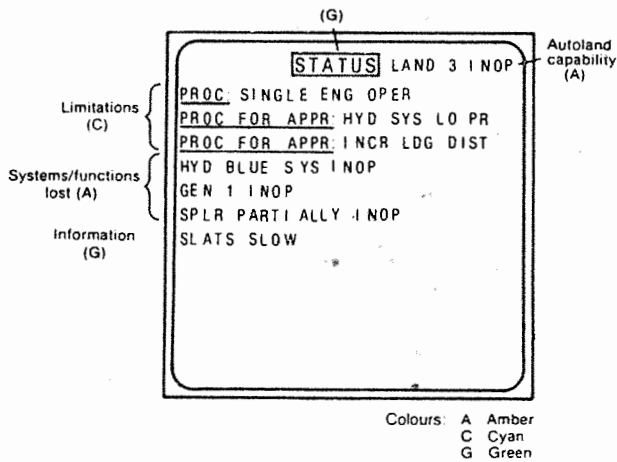 (G)
STATUS LAND 3 INOP
Autoland
capability
(A)
Limitations
(C)
PROC: SINGLE ENG OPER
PROC FOR APPR: HYD SYS LO PR
PROC FOR APPR: INCR LDG DIST
Systems/functions
lost (A)
HYD BLUE SYS INOP
GEN 1 INOP
SPLR PARTIALLY INOP
Information
(G)
SLATS SLOW
Colours: A Amber
C Cyan
G Green